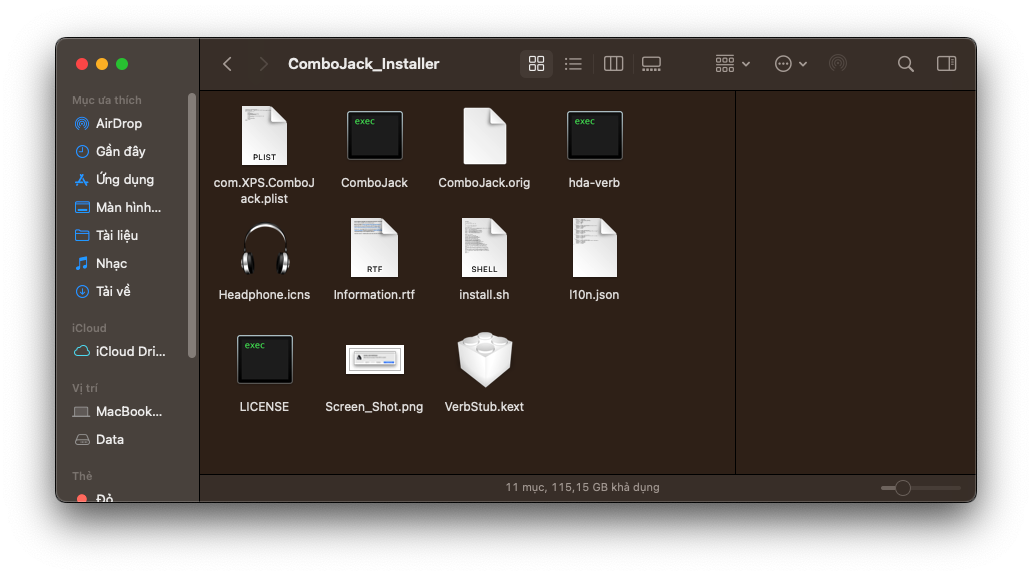 ComboJack_Installer
Mục ưa thích
AirDrop
Gần đây
Ứng dụng
Màn hình...
Tài liệu
Nhạc
Tải về
iCloud
iCloud Dri...
Vị trí
MacBook...
Data
Thẻ
Đỏ
PLIST
com.XPS.ComboJ
ack.plist
exec
ComboJack
ComboJack.orig
exec
hda-verb
Headphone.icns
RTF
Information.rtf
SHELL
install.sh
l10n.json
exec
LICENSE
Screen_Shot.png
VerbStub.kext
11 mục, 115,15 GB khả dụng